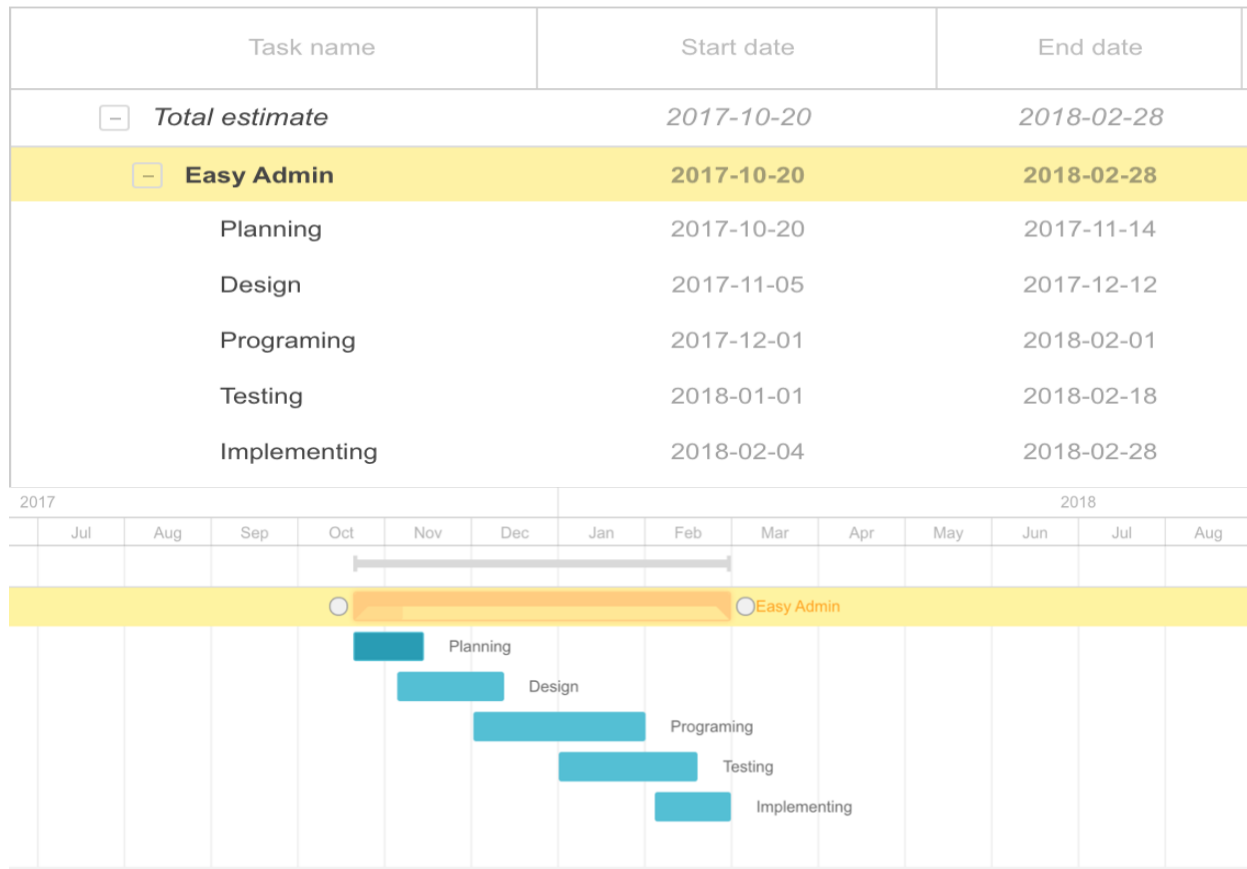 Task name Start date End date
Total estimate 2017-10-20 2018-02-28
Easy Admin 2017-10-20 2018-02-28
Planning 2017-10-20 2017-11-14
Design 2017-11-05 2017-12-12
Programing 2017-12-01 2018-02-01
Testing 2018-01-01 2018-02-18
Implementing 2018-02-04 2018-02-28
2017 2018
Jul Aug Sep Oct Nov Dec Jan Feb Mar Apr May Jun Jul Aug
Easy Admin
Planning
Design
Programing
Testing
Implementing